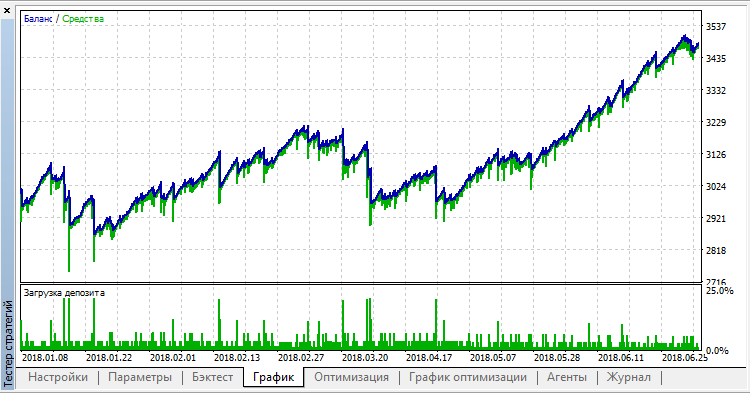 Баланс / Средства
3537
3435
3332
3229
3126
3024
2921
2818
2716
Загрузка депозита
25.0%
0.0%
2018.01.08 2018.01.22 2018.02.01 2018.02.13 2018.02.27 2018.03.20 2018.04.17 2018.05.07 2018.05.28 2018.06.11 2018.06.25
Тестер стратегий
Настройки Параметры Бэктест График Оптимизация График оптимизации Агенты Журнал